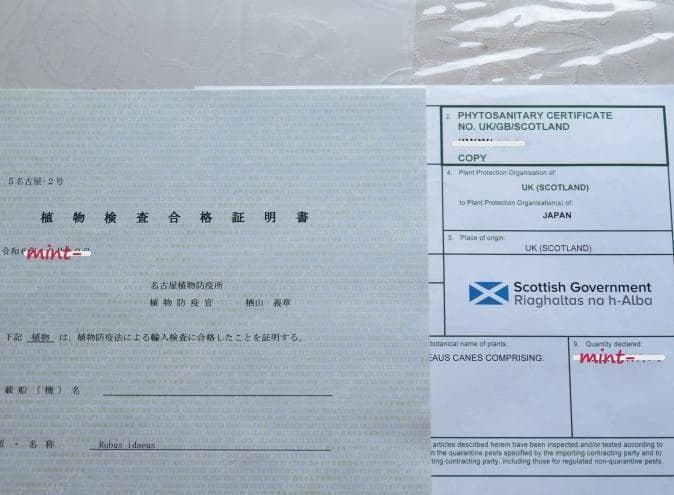 5名古屋-2号
植物検査合格証明書
令和
mint-
名古屋植物防疫所
植物防疫官 栖山 義章
下記 植物 は、植物防疫法による輸入検査に合格したことを証明する。
載船(機)名
・名称 Rubus idaeus
2. PHYTOSANITARY CERTIFICATE
NO. UK/GB/SCOTLAND
COPY
4. Plant Protection Organisation of
UK (SCOTLAND)
to Plant Protection Organisation(s) of:
JAPAN
5. Place of origin
UK (SCOTLAND)
Scottish Government
Riaghaltas na h-Alba
botanical name of plants:
EAUS CANES COMPRISING:
9. Quantity declared:
mint-
articles described herein have been inspected and/or tested according to
the quarantine pests specified by the importing contracting party and to
ting contracting party, including those for regulated non-quarantine pests.